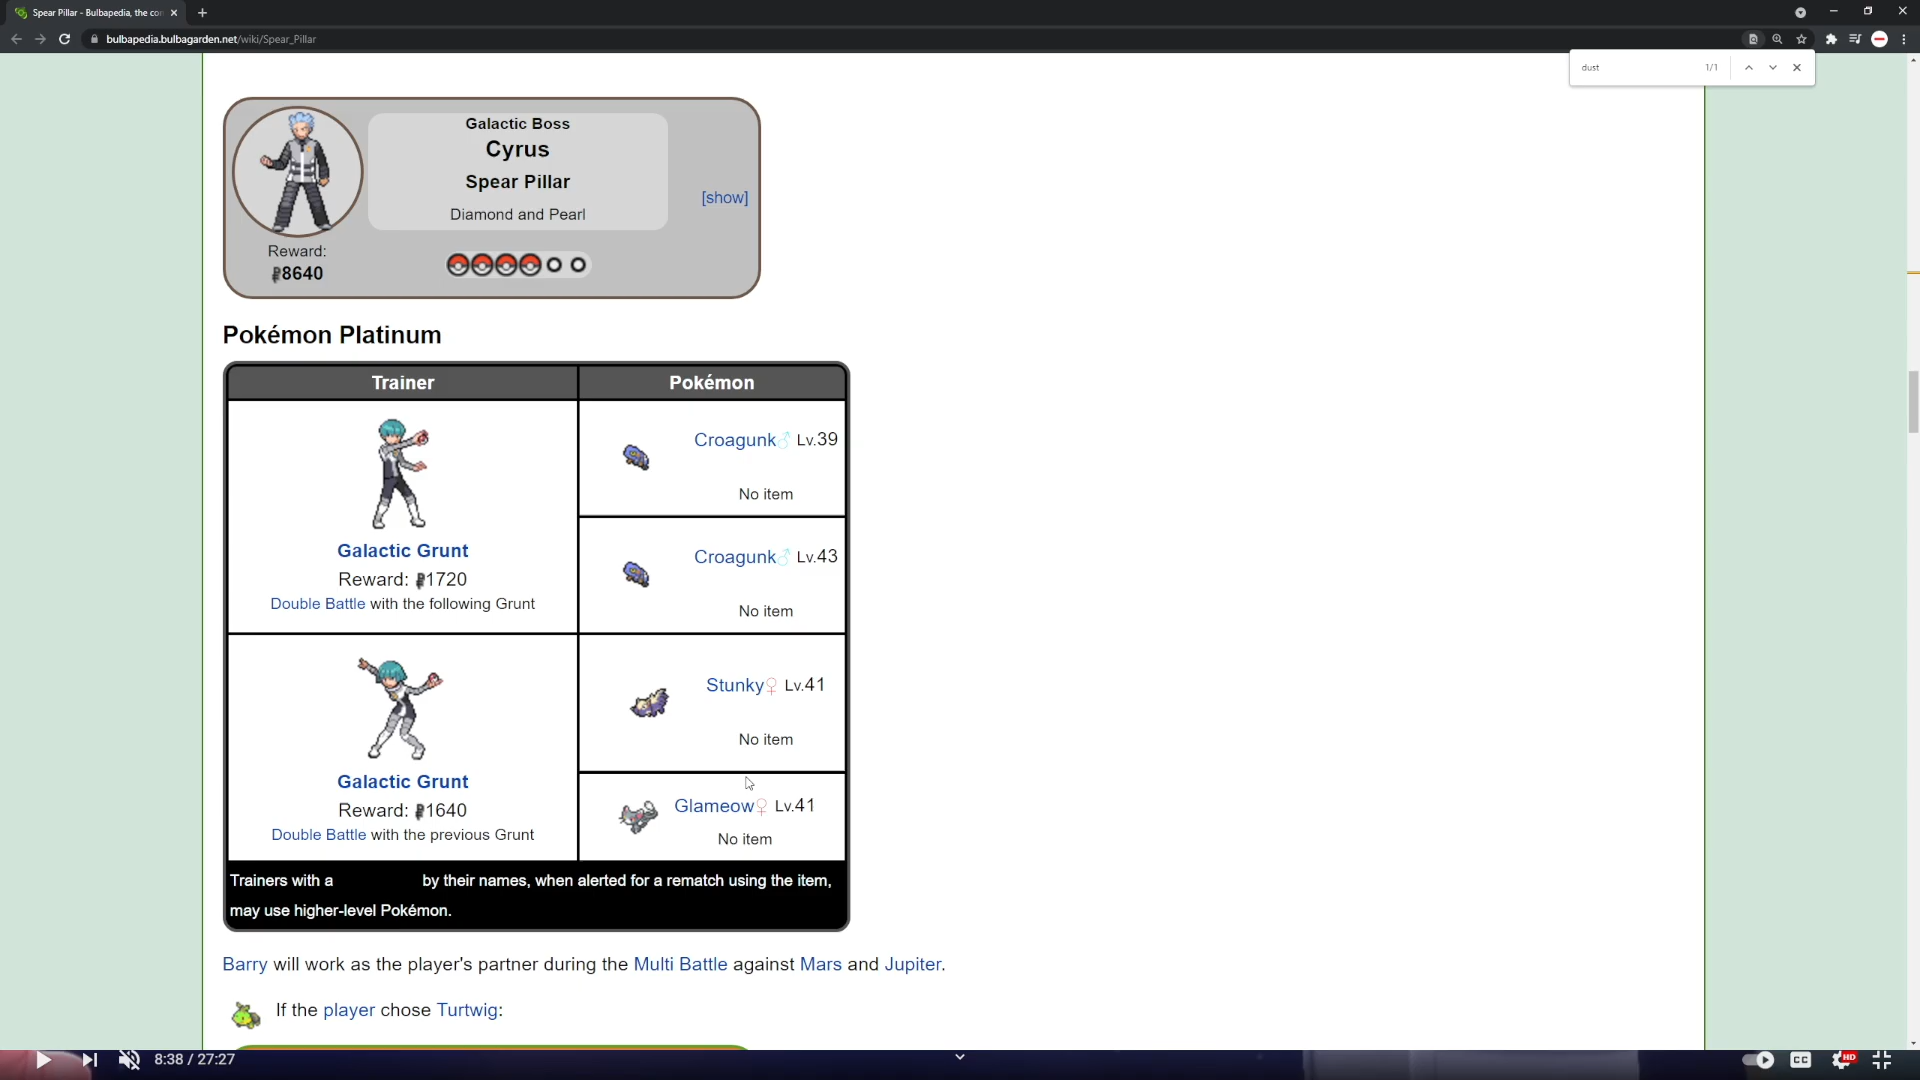 Spear Pillar - Bulbapedia, the con
bulbapedia.bulbagarden.net/wiki/Spear_Pillar
dust 1/1
Galactic Boss
Cyrus
Spear Pillar
Diamond and Pearl
[show]
Reward:
8640
Pokémon Platinum
Trainer Pokémon
Croagunk♂ Lv.39
No item
Croagunk♂ Lv.43
No item
Galactic Grunt
Reward: 1720
Double Battle with the following Grunt
Stunky♀ Lv.41
No item
Glameow♀ Lv.41
No item
Galactic Grunt
Reward: 1640
Double Battle with the previous Grunt
Trainers with a by their names, when alerted for a rematch using the item,
may use higher-level Pokémon.
Barry will work as the player's partner during the Multi Battle against Mars and Jupiter.
If the player chose Turtwig:
8:38 / 27:27
CC
HD